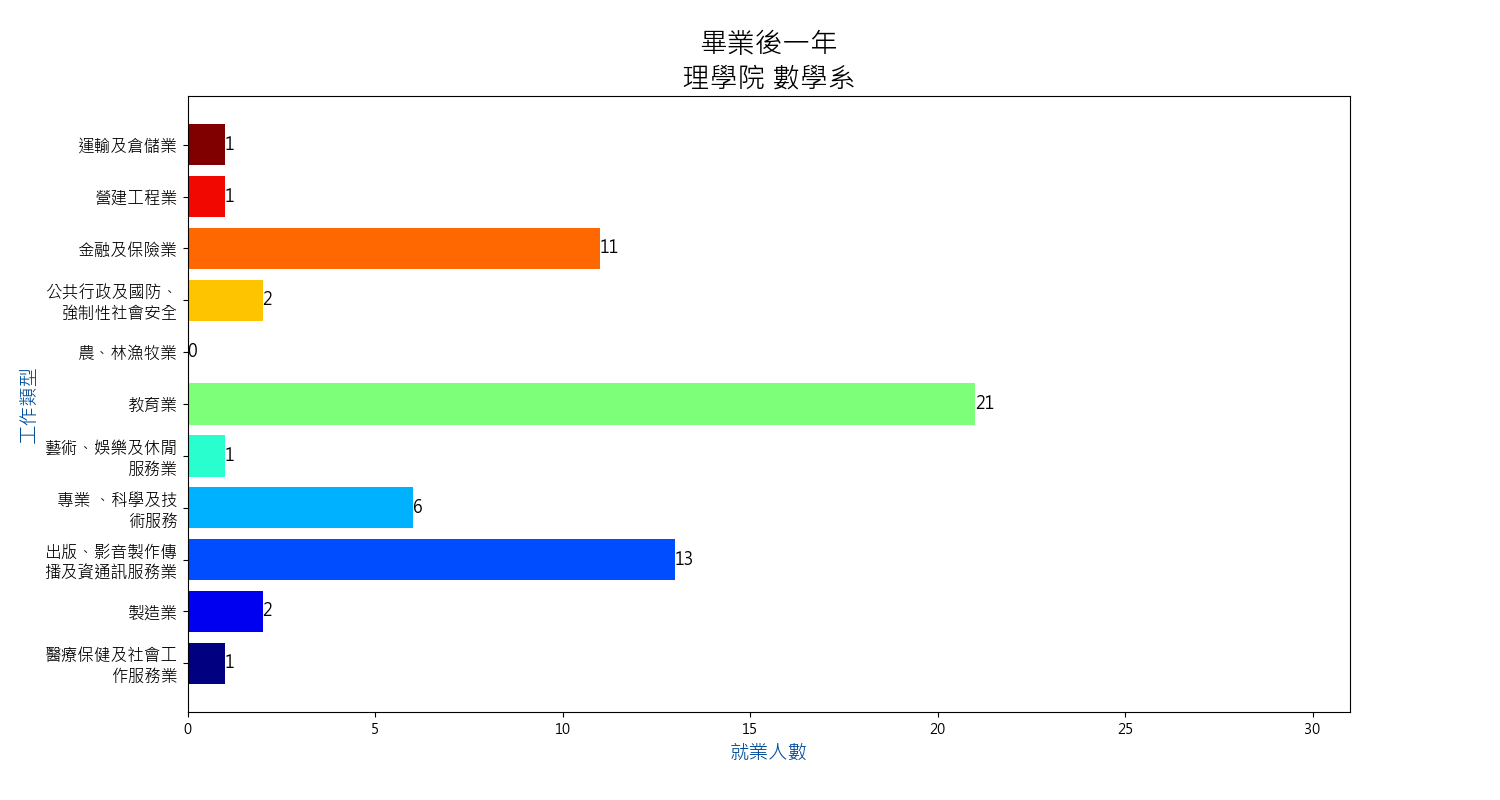 畢業後一年
理學院 數學系
運輸及倉儲業
1
營建工程業
1
金融及保險業
11
公共行政及國防、
強制性社會安全
2
農、林漁牧業
0
教育業
21
藝術、娛樂及休閒
服務業
1
專業 、科學及技
術服務
6
出版、影音製作傳
播及資通訊服務業
13
製造業
2
醫療保健及社會工
作服務業
1
工作類型
0 5 10 15 20 25 30
就業人數